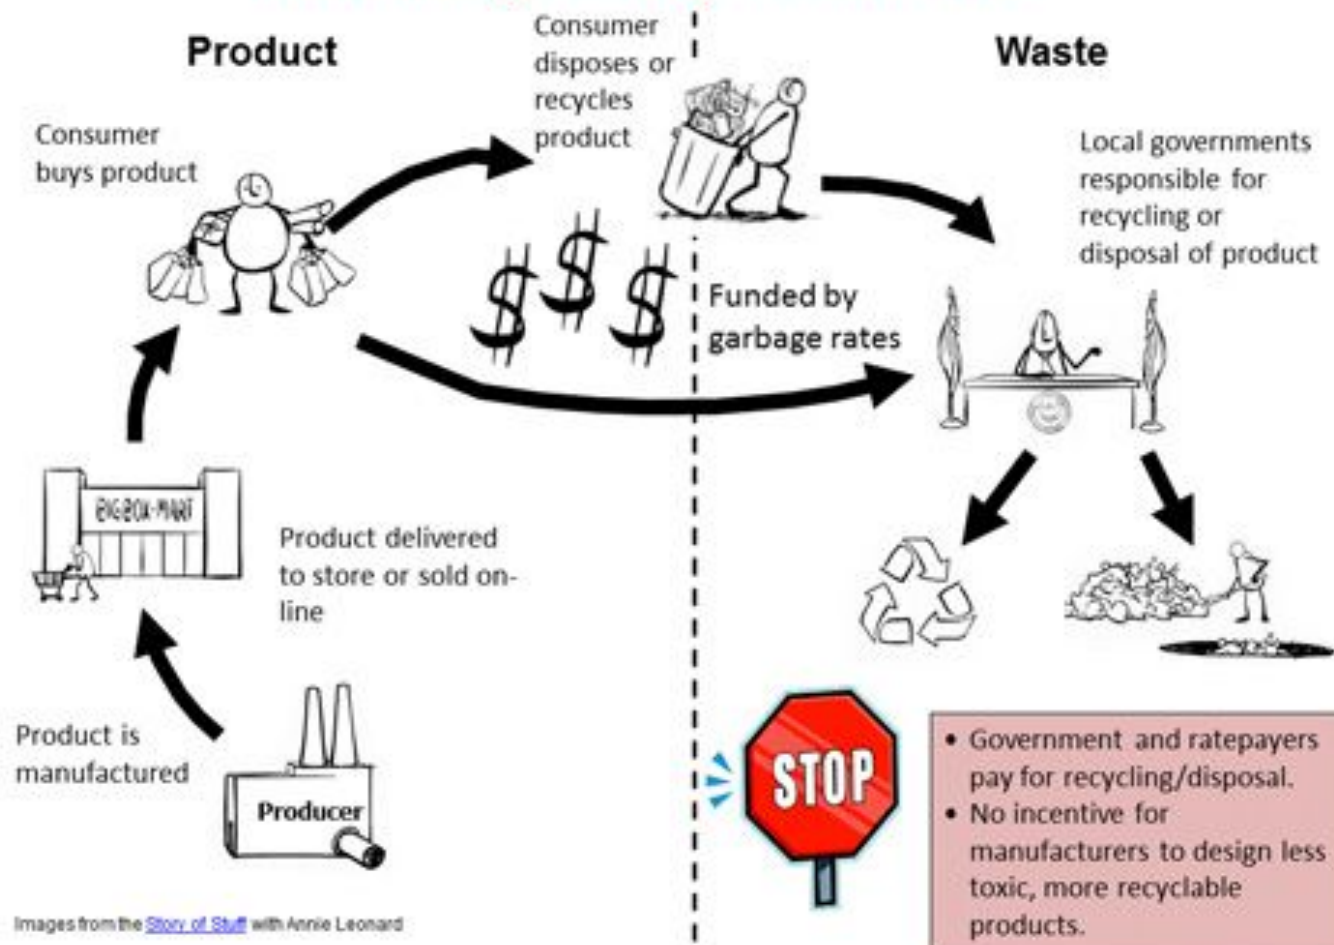 Product
Waste
Consumer
disposes or
recycles
product
Consumer
buys product
Local governments
responsible for
recycling or
disposal of product
$ $ $
Funded by
garbage rates
BIGBOX-MART
Product delivered
to store or sold on-
line
Product is
manufactured
Producer
STOP
• Government and ratepayers
pay for recycling/disposal.
• No incentive for
manufacturers to design less
toxic, more recyclable
products.
Images from the Story of Stuff with Annie Leonard